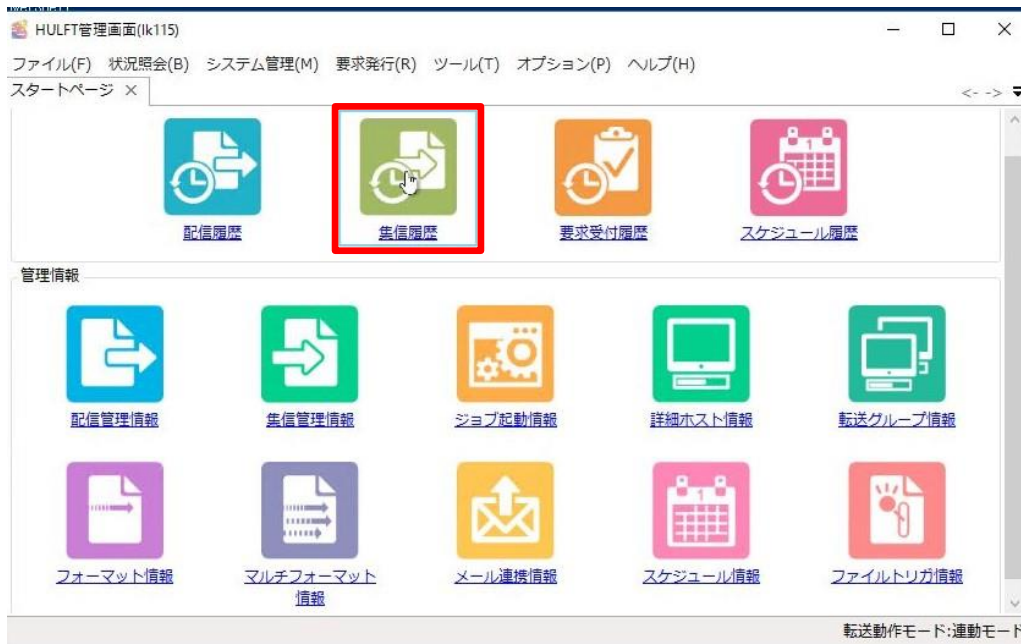 HULFT管理画面(lk115)
ファイル(F) 状況照会(B) システム管理(M) 要求発行(R) ツール(T) オプション(P) ヘルプ(H)
スタートページ ×
<- ->
配信履歴 集信履歴 要求受付履歴 スケジュール履歴
管理情報
配信管理情報 集信管理情報 ジョブ起動情報 詳細ホスト情報 転送グループ情報
フォーマット情報 マルチフォーマット メール連携情報 スケジュール情報 ファイルトリガ情報
情報
転送動作モード:連動モード